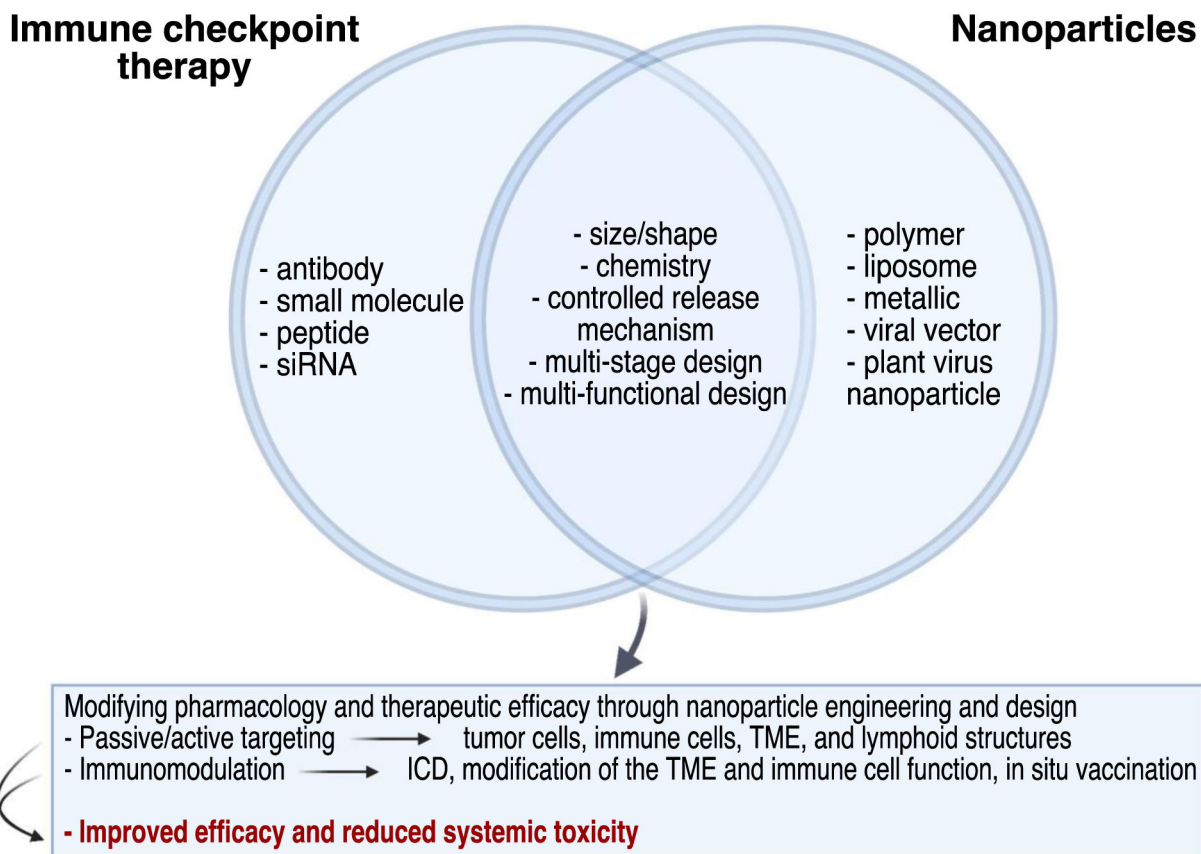 Immune checkpoint
therapy
Nanoparticles
- antibody
- small molecule
- peptide
- siRNA
- size/shape
- chemistry
- controlled release
mechanism
- multi-stage design
- multi-functional design
- polymer
- liposome
- metallic
- viral vector
- plant virus
nanoparticle
Modifying pharmacology and therapeutic efficacy through nanoparticle engineering and design
- Passive/active targeting tumor cells, immune cells, TME, and lymphoid structures
- Immunomodulation ICD, modification of the TME and immune cell function, in situ vaccination
- Improved efficacy and reduced systemic toxicity